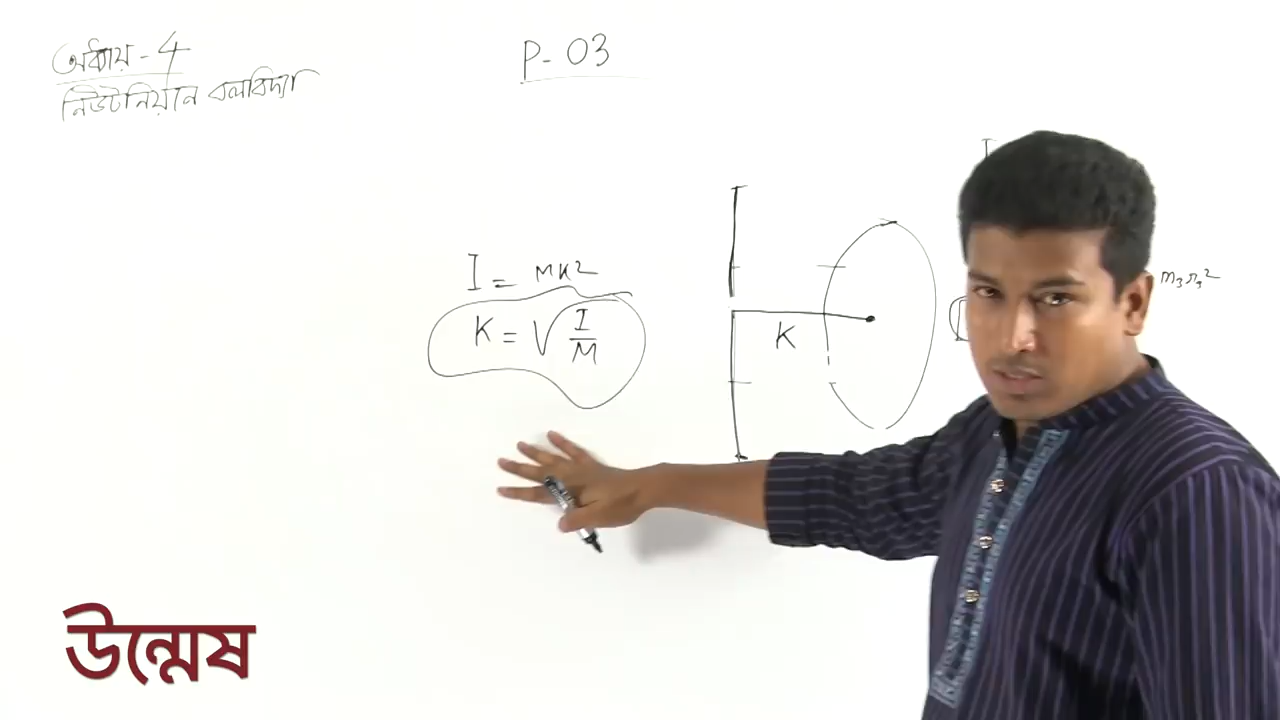 অধ্যায় - 4
নিউটনিয়ান বলবিদ্যা
P - 03
I = MK²
K = √(I/M)
K
I
m₃r₃²
উন্মেষ